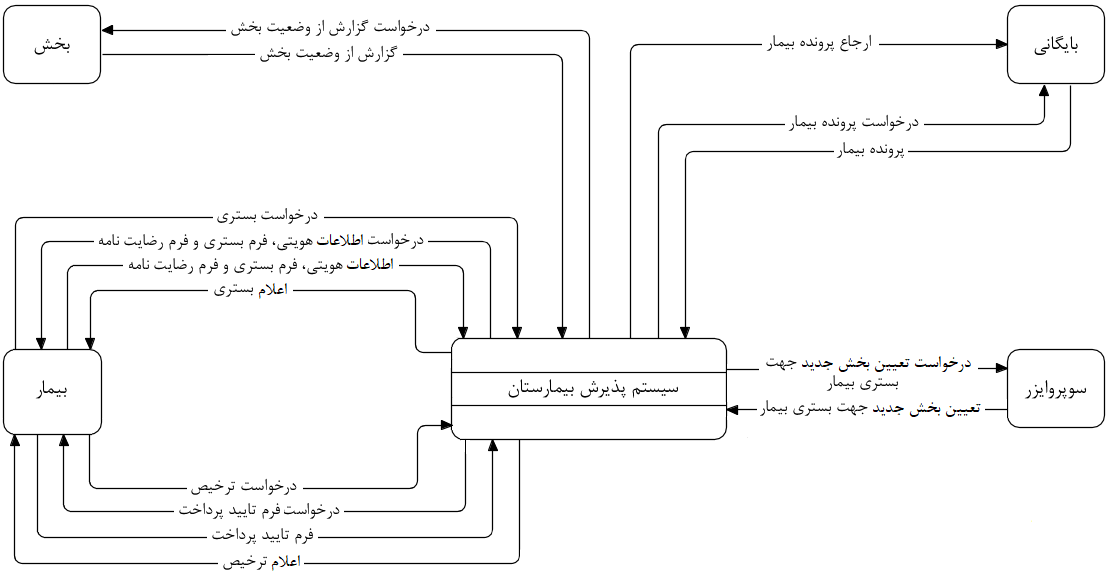 بخش
درخواست گزارش از وضعیت بخش
گزارش از وضعیت بخش
بایگانی
ارجاع پرونده بیمار
درخواست پرونده بیمار
پرونده بیمار
درخواست بستری
درخواست اطلاعات هویتی، فرم بستری و فرم رضایت نامه
اطلاعات هویتی، فرم بستری و فرم رضایت نامه
اعلام بستری
بیمار
سیستم پذیرش بیمارستان
درخواست تعیین بخش جدید جهت
بستری بیمار
تعیین بخش جدید جهت بستری بیمار
سوپروایزر
درخواست ترخیص
درخواست فرم تایید پرداخت
فرم تایید پرداخت
اعلام ترخیص